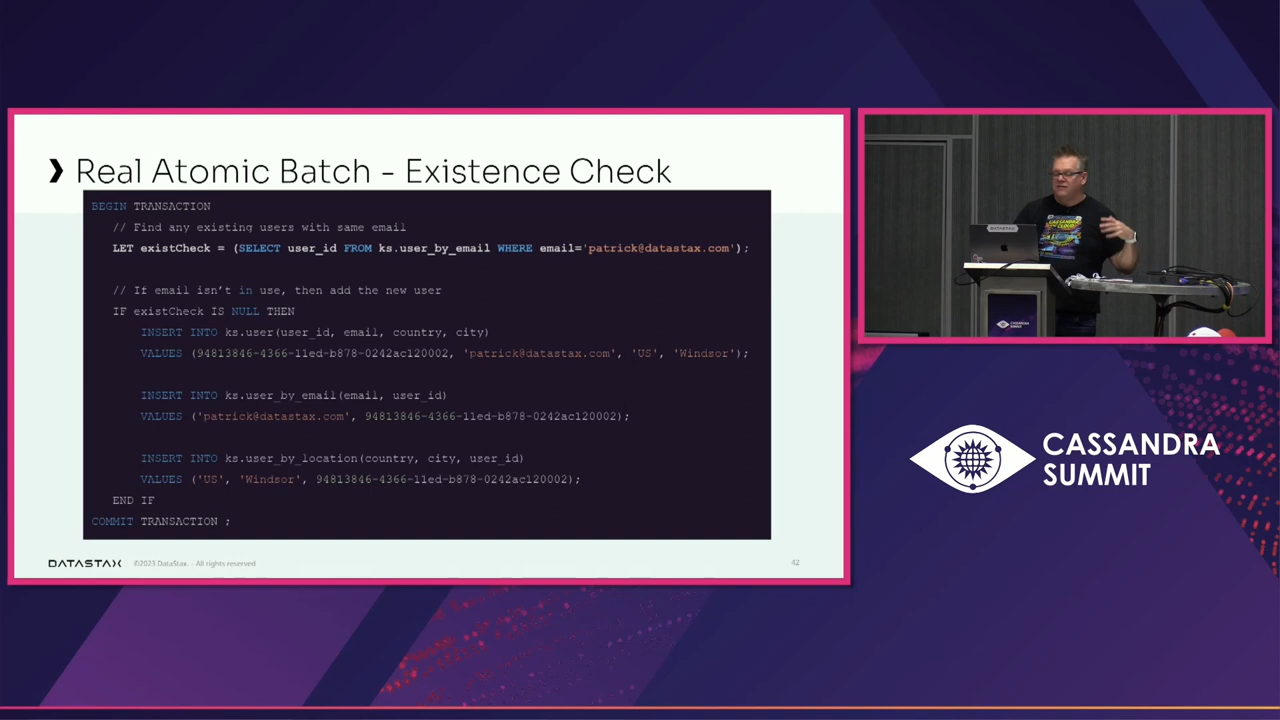 ❯ Real Atomic Batch - Existence Check
BEGIN TRANSACTION
// Find any existing users with same email
LET existCheck = (SELECT user_id FROM ks.user_by_email WHERE email='patrick@datastax.com');
// If email isn't in use, then add the new user
IF existCheck IS NULL THEN
INSERT INTO ks.user(user_id, email, country, city)
VALUES (94813846-4366-11ed-b878-0242ac120002, 'patrick@datastax.com', 'US', 'Windsor');
INSERT INTO ks.user_by_email(email, user_id)
VALUES ('patrick@datastax.com', 94813846-4366-11ed-b878-0242ac120002);
INSERT INTO ks.user_by_location(country, city, user_id)
VALUES ('US', 'Windsor', 94813846-4366-11ed-b878-0242ac120002);
END IF
COMMIT TRANSACTION ;
DATASTAX ©2023 DataStax. - All rights reserved 42
DATASTAX
CASSANDRA
SUMMIT
CASSANDRA
SUMMIT